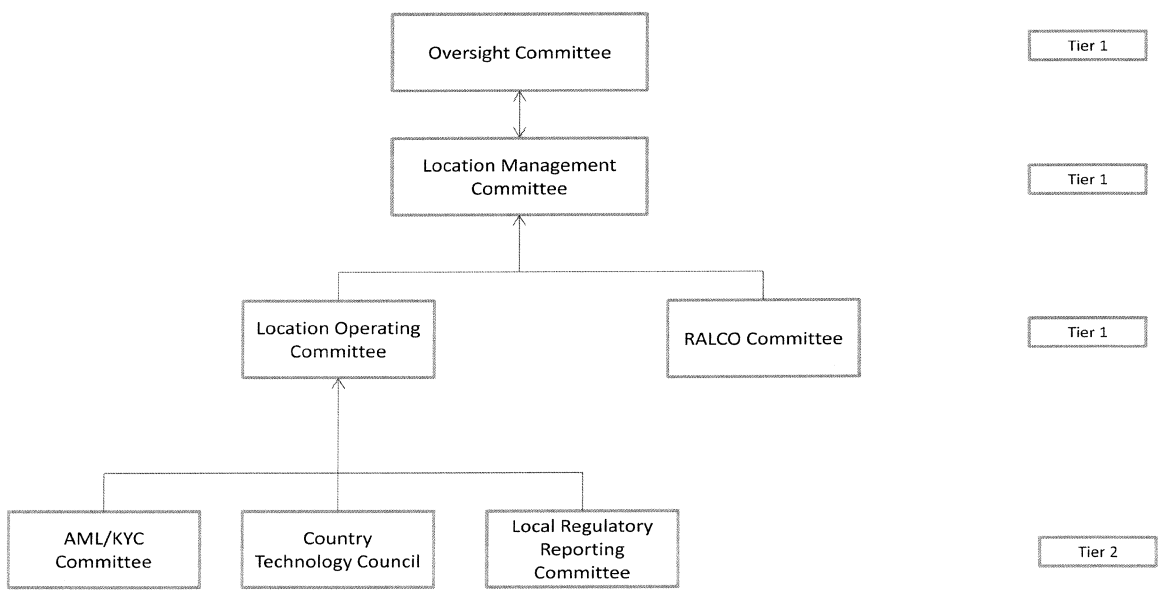 Oversight Committee
Tier 1
Location Management
Committee
Tier 1
Location Operating
Committee
RALCO Committee
Tier 1
AML/KYC
Committee
Country
Technology Council
Local Regulatory
Reporting
Committee
Tier 2